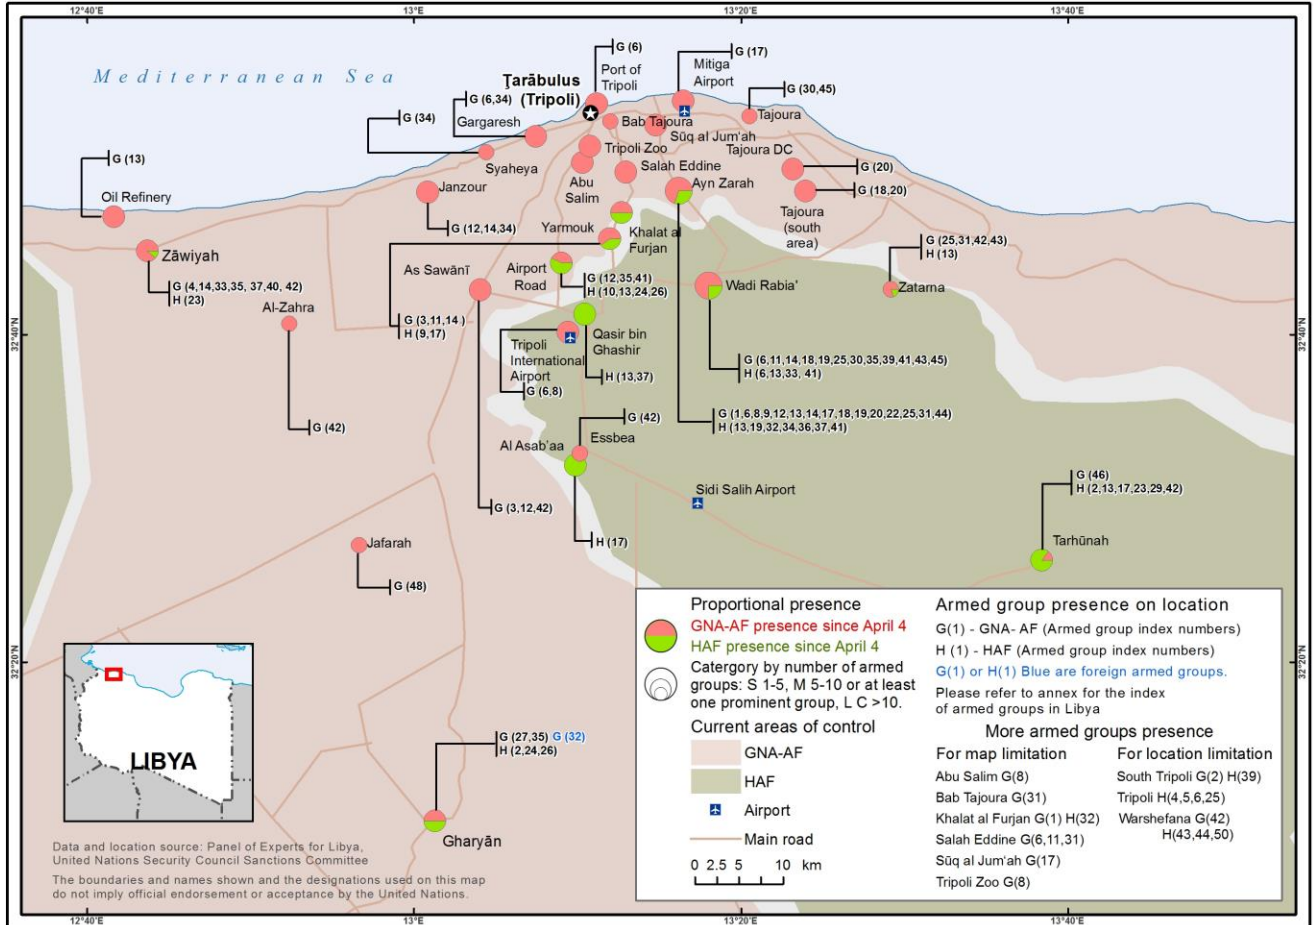 12°40'E
13°E
13°20'E
13°40'E
Mediterranean Sea
G (6)
G (17)
Port of
Tripoli
Mitiga
Airport
Ţarābulus
(Tripoli)
G (6,34)
G (30,45)
G (34)
Gargaresh
Bab Tajoura
Tajoura
Sūq al Jum'ah
Tripoli Zoo
Tajoura DC
G (13)
Syaheya
Salah Eddine
G (20)
Oil Refinery
Janzour
Abu
Salim
Ayn Zarah
G (18,20)
Tajoura
(south
area)
G (12,14,34)
Yarmouk
Khalat al
Furjan
G (25,31,42,43)
H (13)
Zāwiyah
As Sawānī
Airport
Road
G (12,35,41)
H (10,13,24,26)
Wadi Rabia'
Zatarna
G (4,14,33,35, 37,40, 42)
H (23)
Al-Zahra
G (3,11,14 )
H (9,17)
Tripoli
International
Airport
Qasir bin
Ghashir
32°40'N
32°40'N
G (6,11,14,18,19,25,30,35,39,41,43,45)
H (6,13,33, 41)
H (13,37)
G (6,8)
G (42)
G (42)
G (1,6,8,9,12,13,14,17,18,19,20,22,25,31,44)
H (13,19,32,34,36,37,41)
Al Asab'aa
Essbea
G (46)
H (2,13,17,23,29,42)
Sidi Salih Airport
G (3,12,42)
H (17)
Jafarah
Tarhūnah
G (48)
Proportional presence
GNA-AF presence since April 4
HAF presence since April 4
Catergory by number of armed
groups: S 1-5, M 5-10 or at least
one prominent group, L C >10.
Current areas of control
GNA-AF
HAF
Airport
Main road
0 2.5 5 10 km
Armed group presence on location
G(1) - GNA- AF (Armed group index numbers)
H (1) - HAF (Armed group index numbers)
G(1) or H(1) Blue are foreign armed groups.
Please refer to annex for the index
of armed groups in Libya
More armed groups presence
For map limitation
Abu Salim G(8)
Bab Tajoura G(31)
Khalat al Furjan G(1) H(32)
Salah Eddine G(6,11,31)
Sūq al Jum'ah G(17)
Tripoli Zoo G(8)
For location limitation
South Tripoli G(2) H(39)
Tripoli H(4,5,6,25)
Warshefana G(42)
H(43,44,50)
32°20'N
32°20'N
LIBYA
G (27,35) G (32)
H (2,24,26)
Gharyān
Data and location source: Panel of Experts for Libya,
United Nations Security Council Sanctions Committee
The boundaries and names shown and the designations used on this map
do not imply official endorsement or acceptance by the United Nations.
12°40'E
13°E
13°20'E
13°40'E